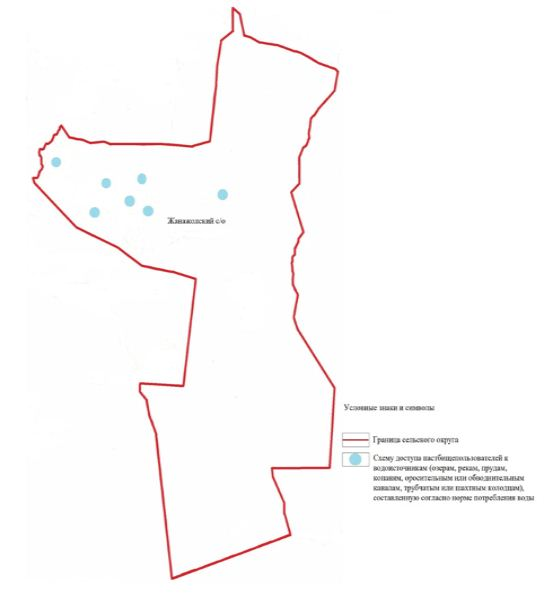 Жанажолский с/о
Условные знаки и символы
Граница сельского округа
Схему доступа пастбищепользователей к
водоисточникам (озерам, рекам, прудам,
копаням, оросительным или обводнительным
каналам, трубчатым или шахтным колодцам),
составленную согласно норме потребления воды